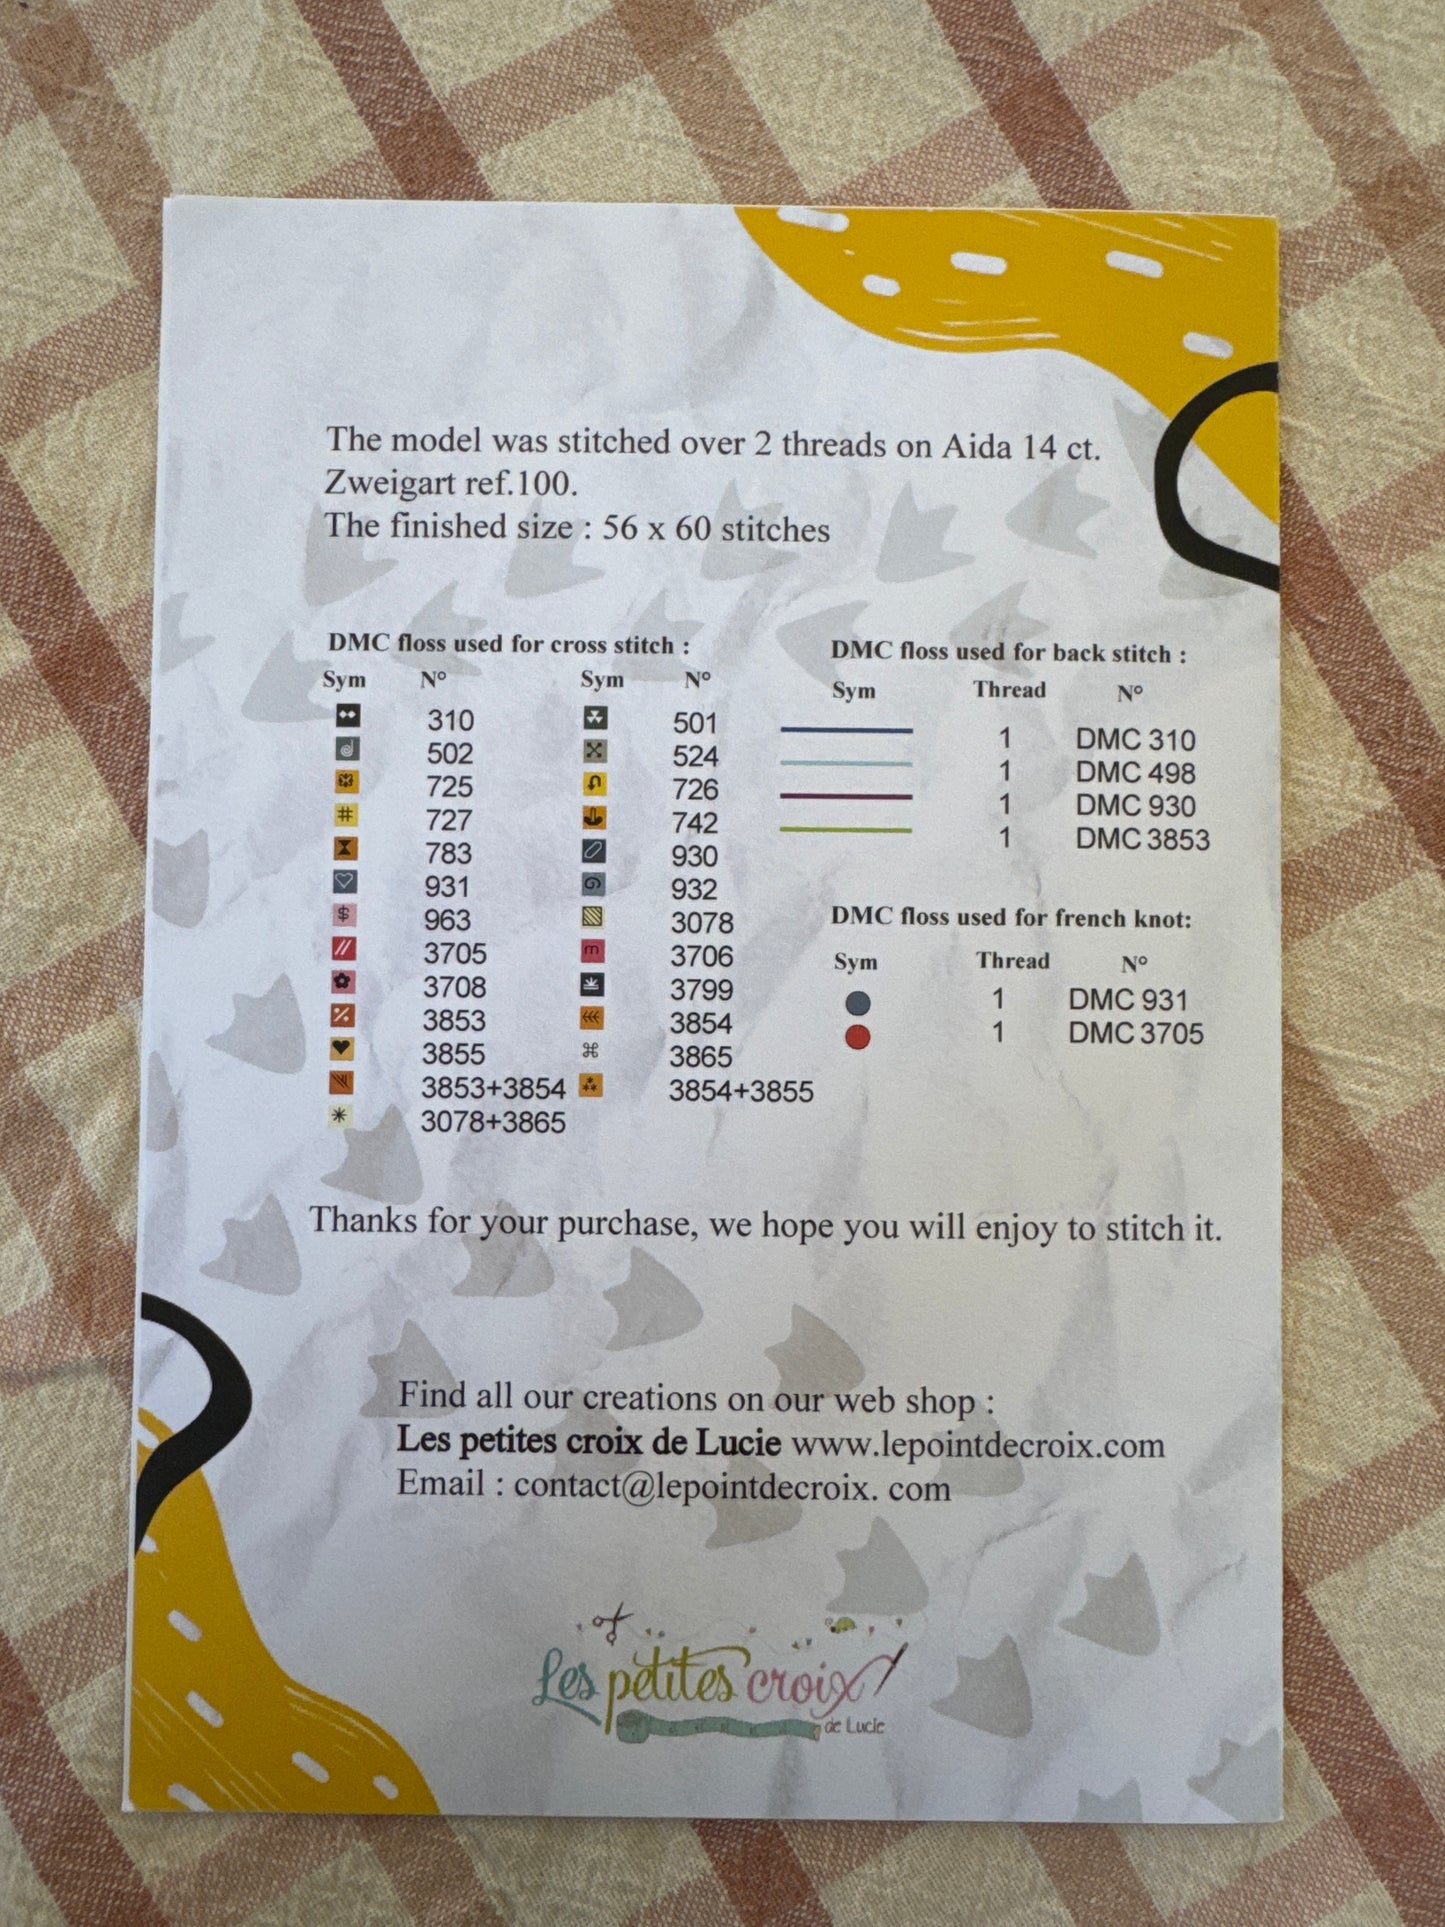 The model was stitched over 2 threads on Aida 14 ct.
Zweigart ref.100.
The finished size : 56 x 60 stitches
DMC floss used for cross stitch :
Sym N° Sym N°
310 501
502 524
725 726
727 742
783 930
931 932
963 3078
3705 3706
3708 3799
3853 3854
3855 3865
3853+3854 3854+3855
3078+3865
DMC floss used for back stitch :
Sym Thread N°
1 DMC 310
1 DMC 498
1 DMC 930
1 DMC 3853
DMC floss used for french knot:
Sym Thread N°
1 DMC 931
1 DMC 3705
Thanks for your purchase, we hope you will enjoy to stitch it.
Find all our creations on our web shop :
Les petites croix de Lucie www.lepointdecroix.com
Email : contact@lepointdecroix. com
Les petites croix
de Lucie